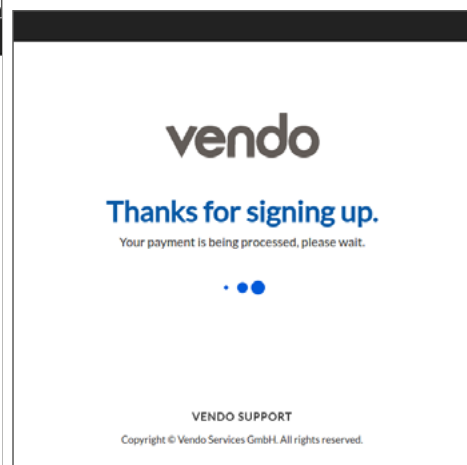 vendo
Thanks for signing up.
Your payment is being processed, please wait.
VENDO SUPPORT
Copyright © Vendo Services GmbH. All rights reserved.